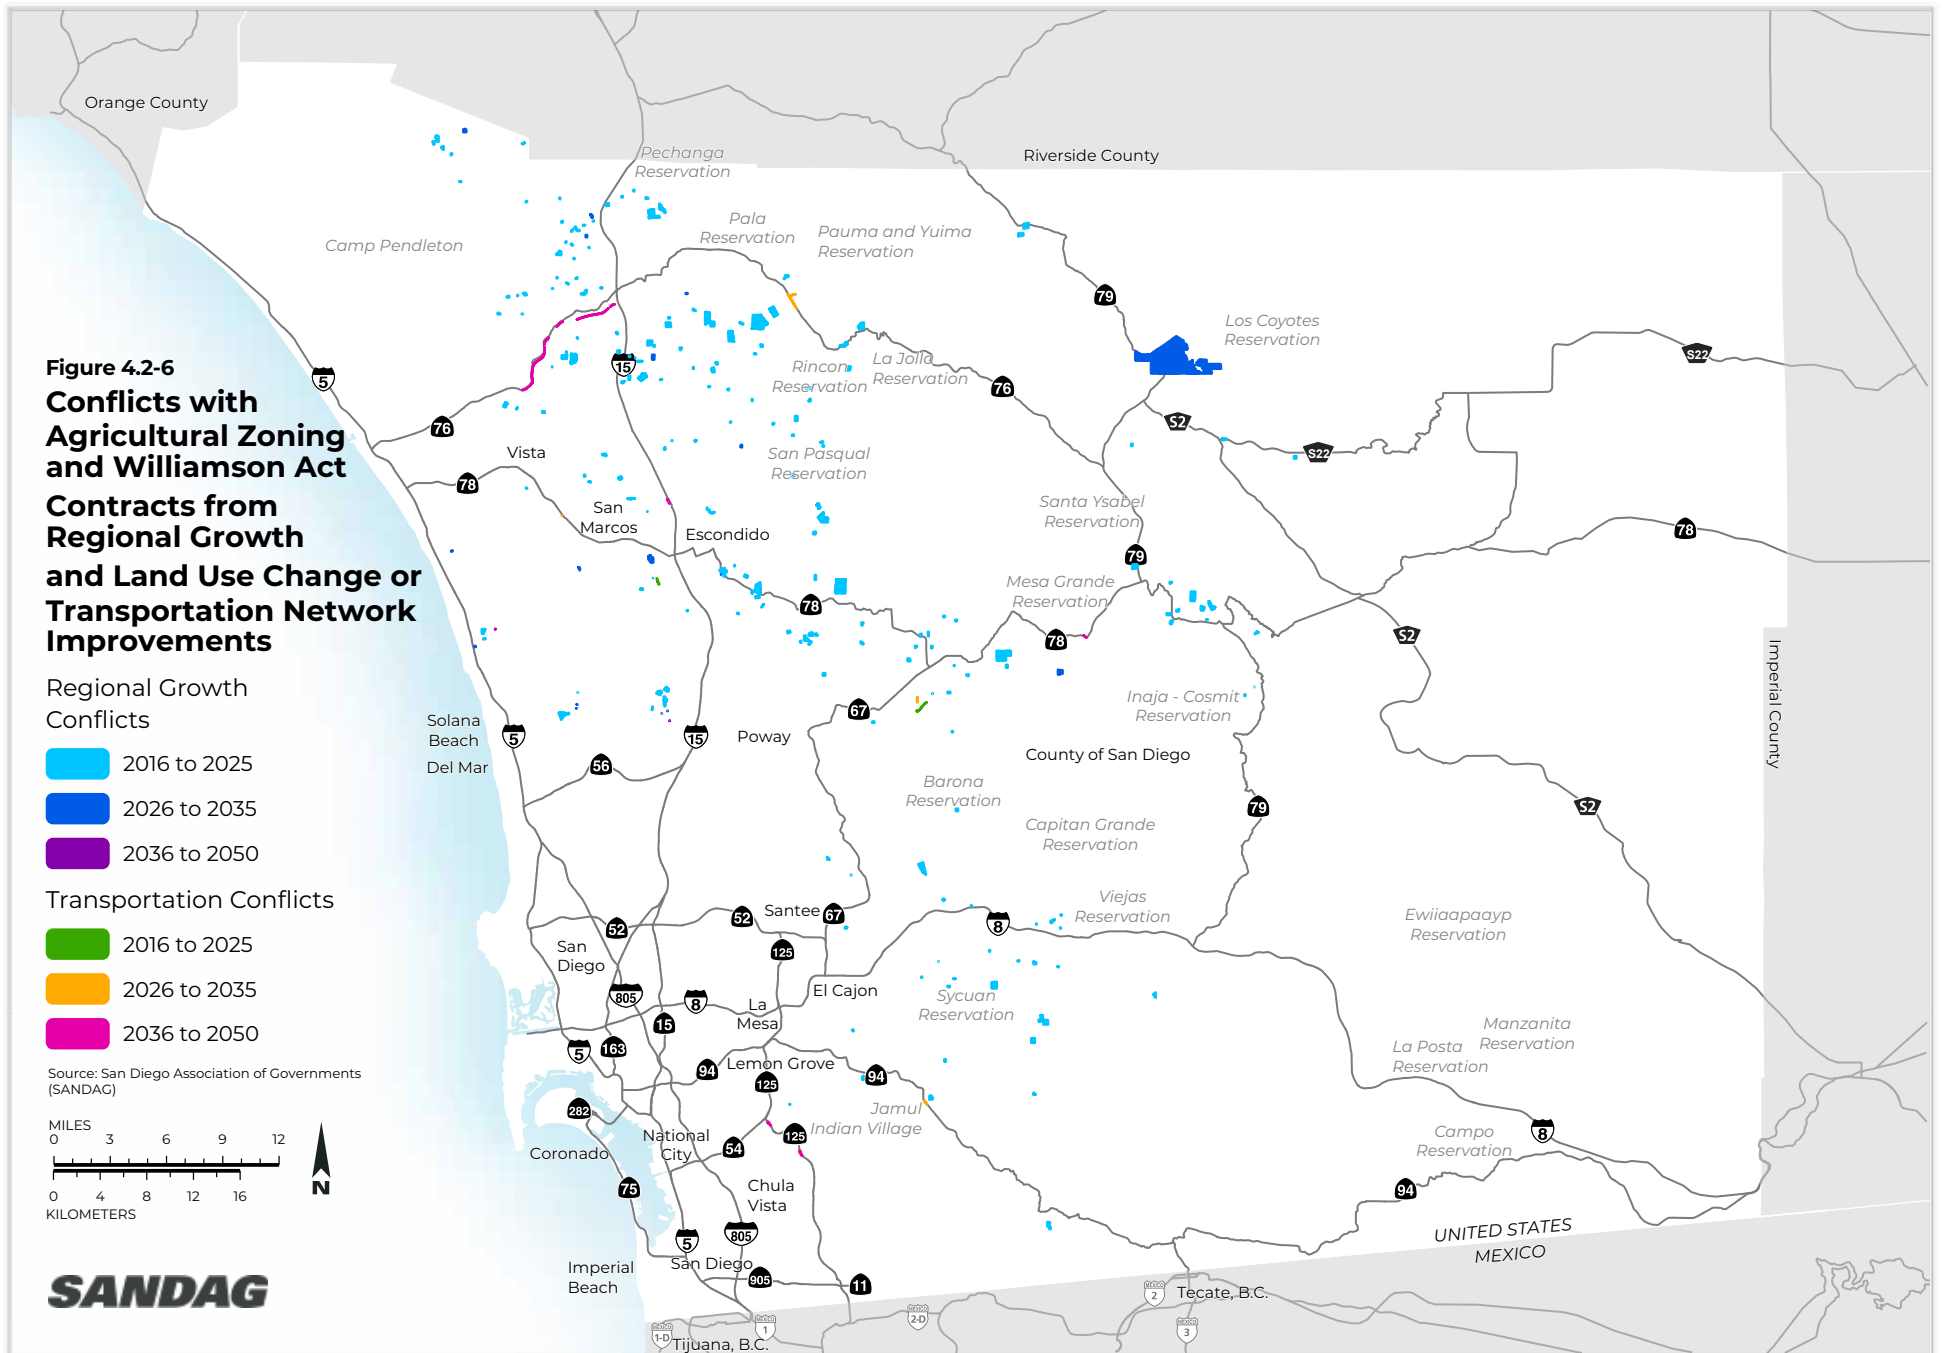 Orange County
Riverside County
Pechanga
Reservation
Pala
Reservation
Pauma and Yuima
Reservation
Camp Pendleton
79
Los Coyotes
Reservation
Figure 4.2-6
Conflicts with
Agricultural Zoning
and Williamson Act
Contracts from
Regional Growth
and Land Use Change or
Transportation Network
Improvements
5
15
Rincon
Reservation
La Jolla
Reservation
76
S22
76
S2
S22
Vista
San Pasqual
Reservation
78
San
Marcos
Escondido
Santa Ysabel
Reservation
78
79
Mesa Grande
Reservation
78
78
S2
Imperial County
Regional Growth
Conflicts
2016 to 2025
2026 to 2035
2036 to 2050
Transportation Conflicts
2016 to 2025
2026 to 2035
2036 to 2050
Source: San Diego Association of Governments
(SANDAG)
MILES
0 3 6 9 12
0 4 8 12 16
KILOMETERS
N
SANDAG
Solana
Beach
Del Mar
5
15
Poway
67
Inaja - Cosmit
Reservation
County of San Diego
56
Barona
Reservation
79
S2
Capitan Grande
Reservation
Viejas
Reservation
Ewiiaapaayp
Reservation
52
52
Santee
67
8
San
Diego
125
805
8
El Cajon
La
Mesa
15
Sycuan
Reservation
Manzanita
Reservation
La Posta
Reservation
5
163
94
Lemon Grove
125
94
282
Jamul
Indian Village
Coronado
National
City
54
125
Campo
Reservation
8
75
Chula
Vista
94
5
805
San Diego
Imperial
Beach
905
11
UNITED STATES
MEXICO
MEXICO
2
Tecate, B.C.
MEXICO
2-D
MEXICO
1
MEXICO
1-D
MEXICO
3
Tijuana, B.C.